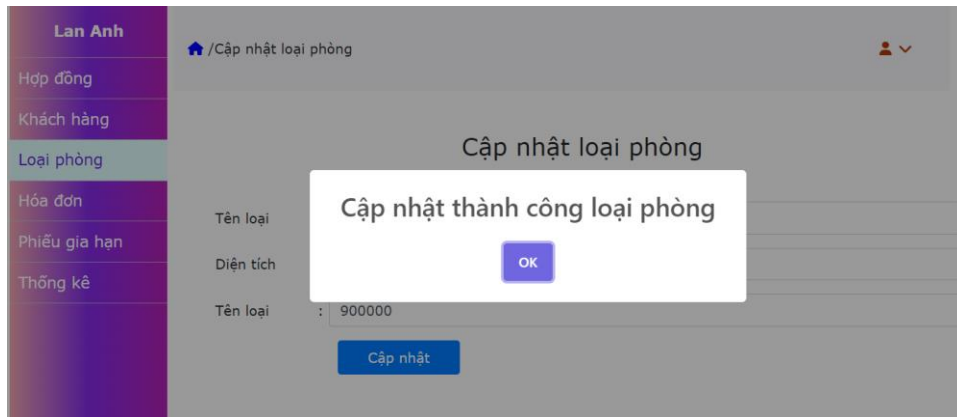 Lan Anh
/Cập nhật loại phòng
Hợp đồng
Khách hàng
Loại phòng
Hóa đơn
Phiếu gia hạn
Thống kê
Cập nhật loại phòng
Cập nhật thành công loại phòng
OK
Tên loại
Diện tích
Tên loại : 900000
Cập nhật